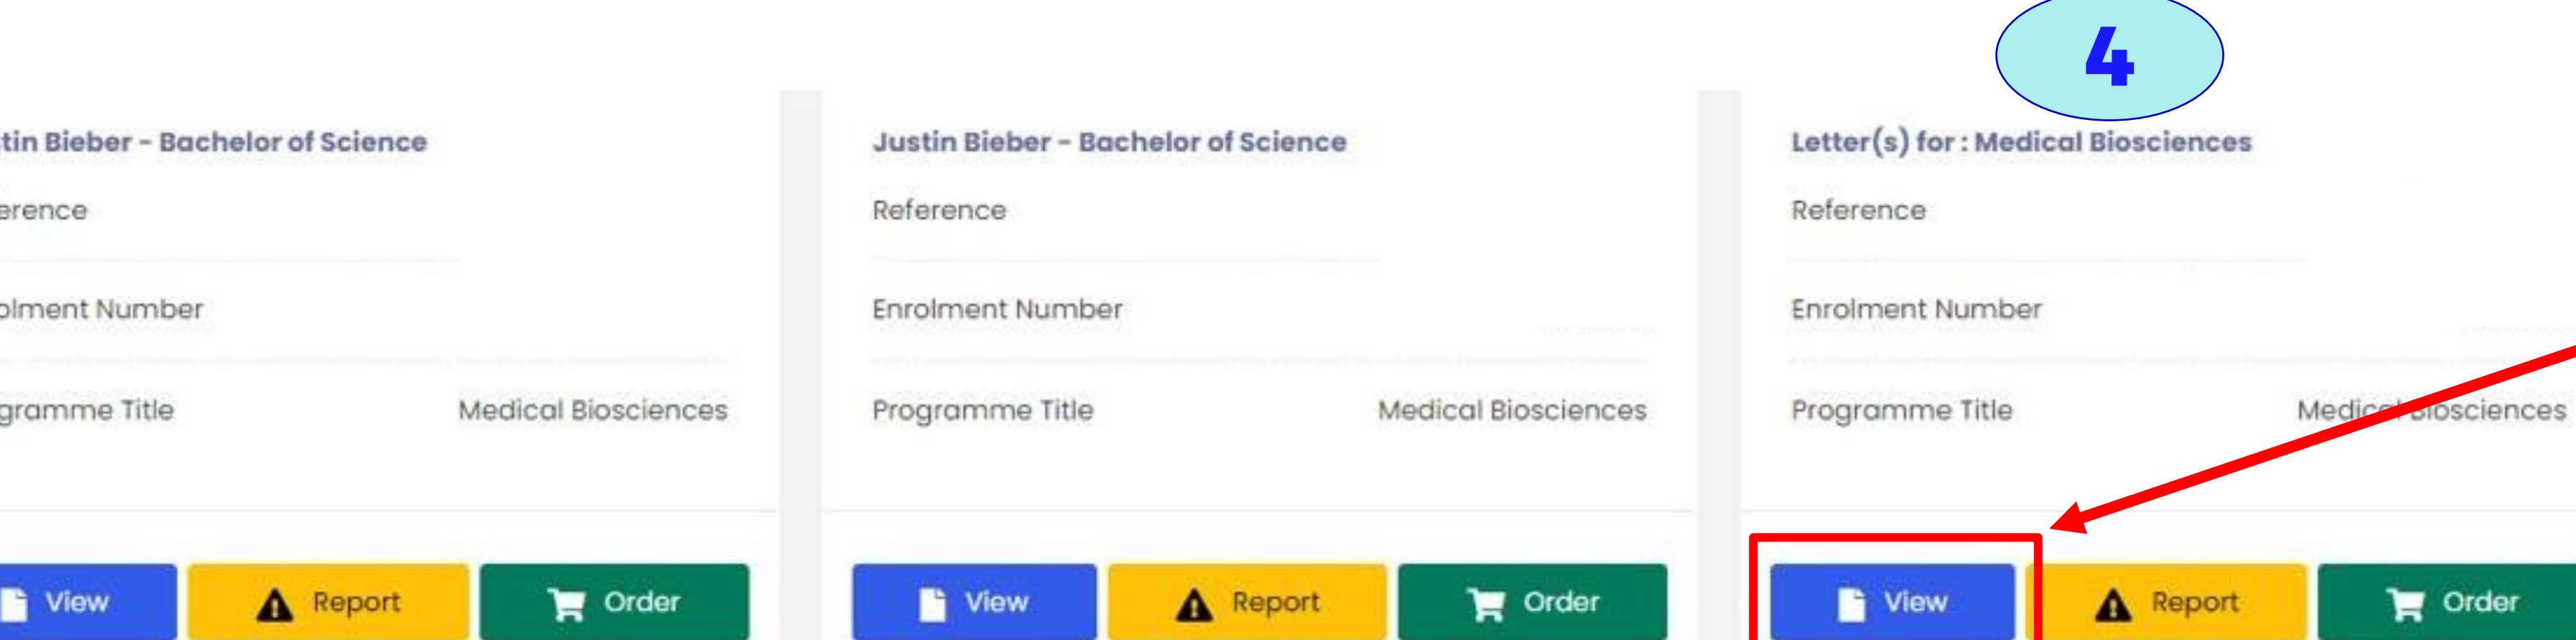 4
tin Bieber - Bachelor of Science
erence
olment Number
gramme Title Medical Biosciences
View Report Order
Justin Bieber - Bachelor of Science
Reference
Enrolment Number
Programme Title Medical Biosciences
View Report Order
Letter(s) for : Medical Biosciences
Reference
Enrolment Number
Programme Title Medical Biosciences
View Report Order